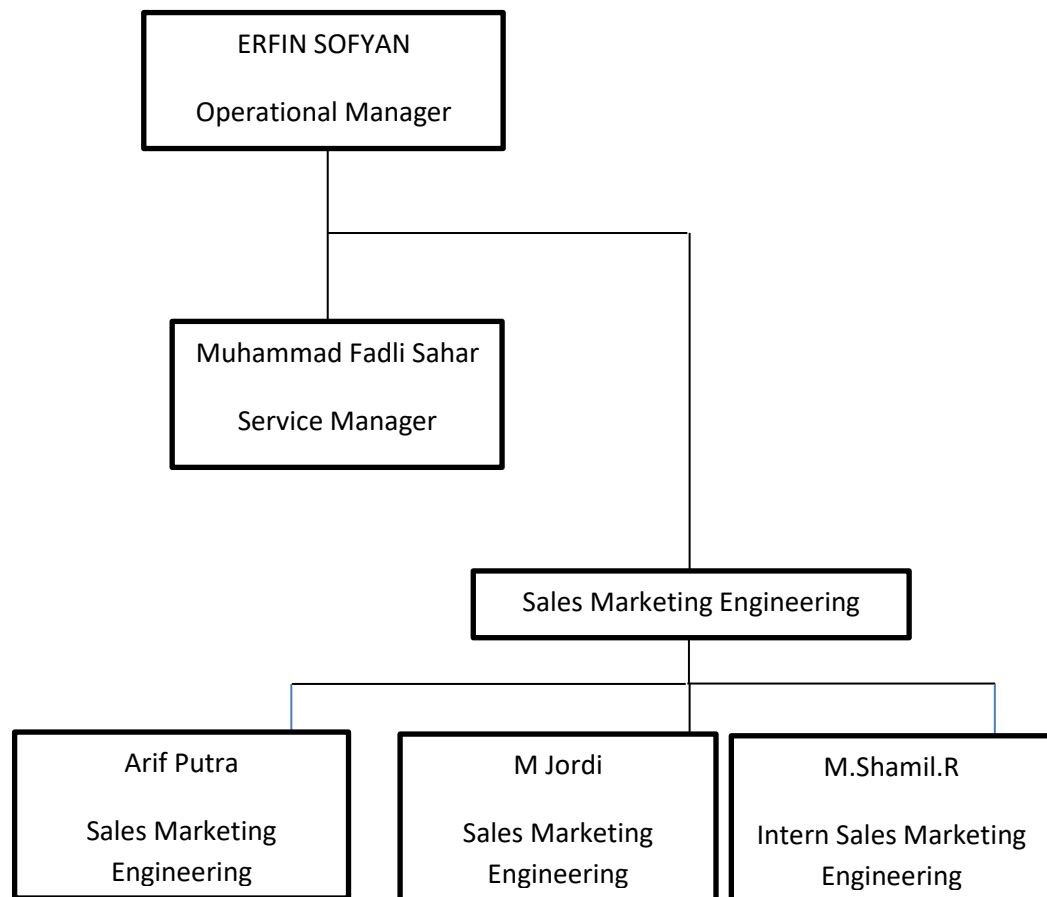 ERFIN SOFYAN
Operational Manager
Muhammad Fadli Sahar
Service Manager
Sales Marketing Engineering
Arif Putra
Sales Marketing
Engineering
M Jordi
Sales Marketing
Engineering
M.Shamil.R
Intern Sales Marketing
Engineering